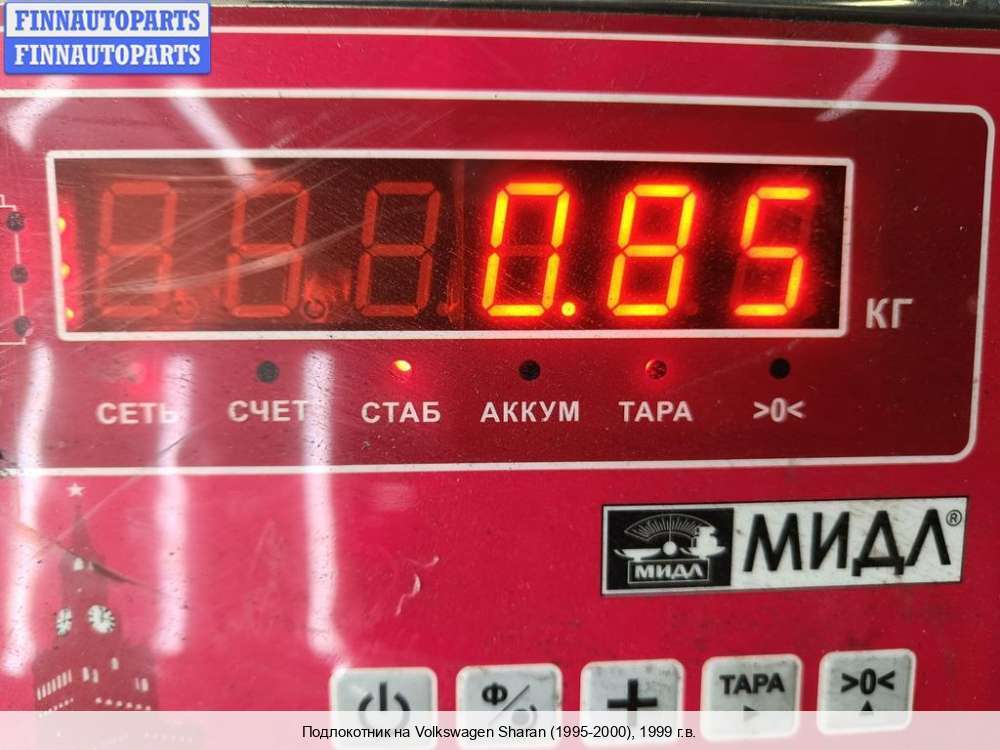 FINNAUTOPARTS
FINNAUTOPARTS
0.85
КГ
СЕТЬ СЧЕТ СТАБ АККУМ ТАРА >0<
МИДЛ®
МИДЛ
Ф/
+
ТАРА
>0<
Подлокотник на Volkswagen Sharan (1995-2000), 1999 г.в.